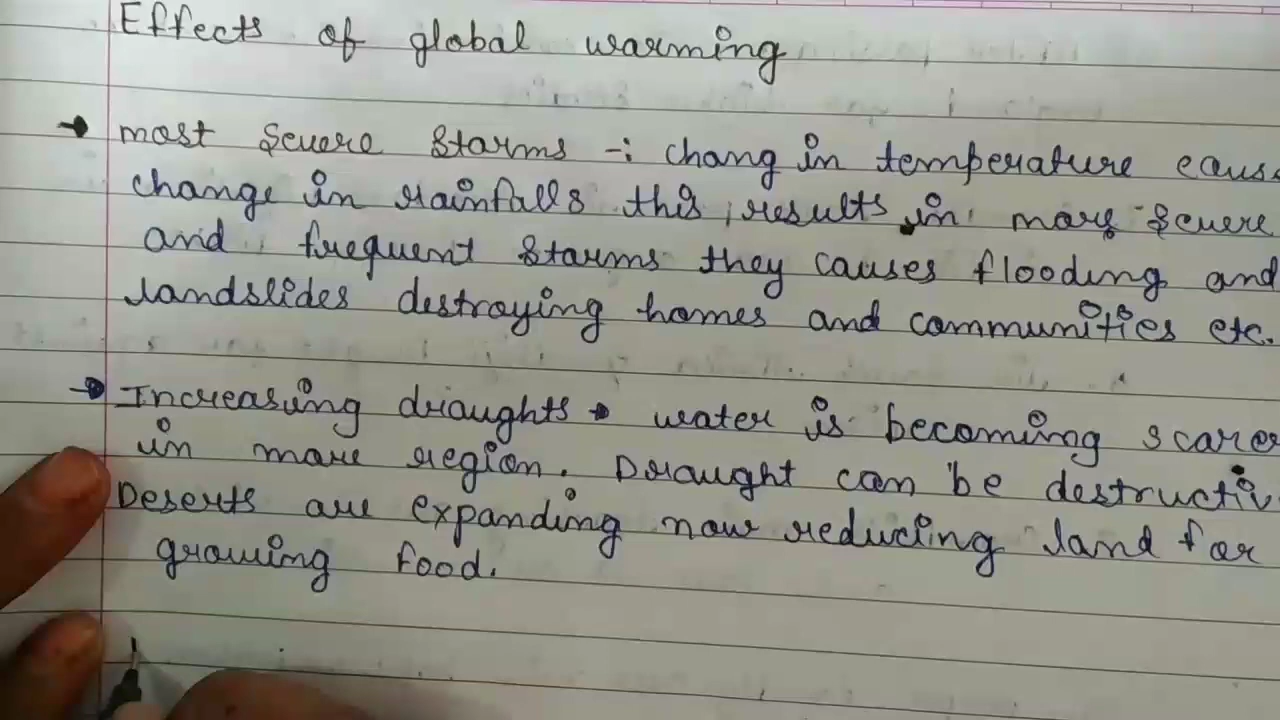 Effects of global warming
→ most severe storms -: chang in temperature caus
change in rainfalls this results in more severe
and frequent storms they causes flooding and
landslides destroying homes and communities etc.
→ Increasing draughts → water is becoming scarce
in more region. Draught can be destructiv
Deserts are expanding now reducing land for
growing food.